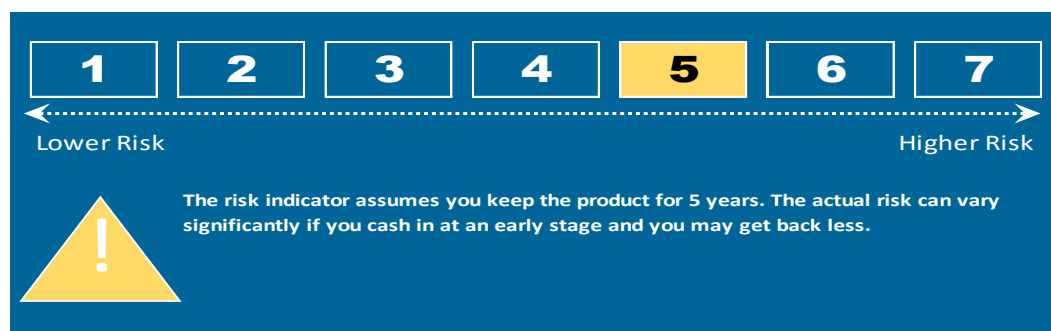 1 2 3 4 5 6 7
Lower Risk Higher Risk
!
The risk indicator assumes you keep the product for 5 years. The actual risk can vary
significantly if you cash in at an early stage and you may get back less.